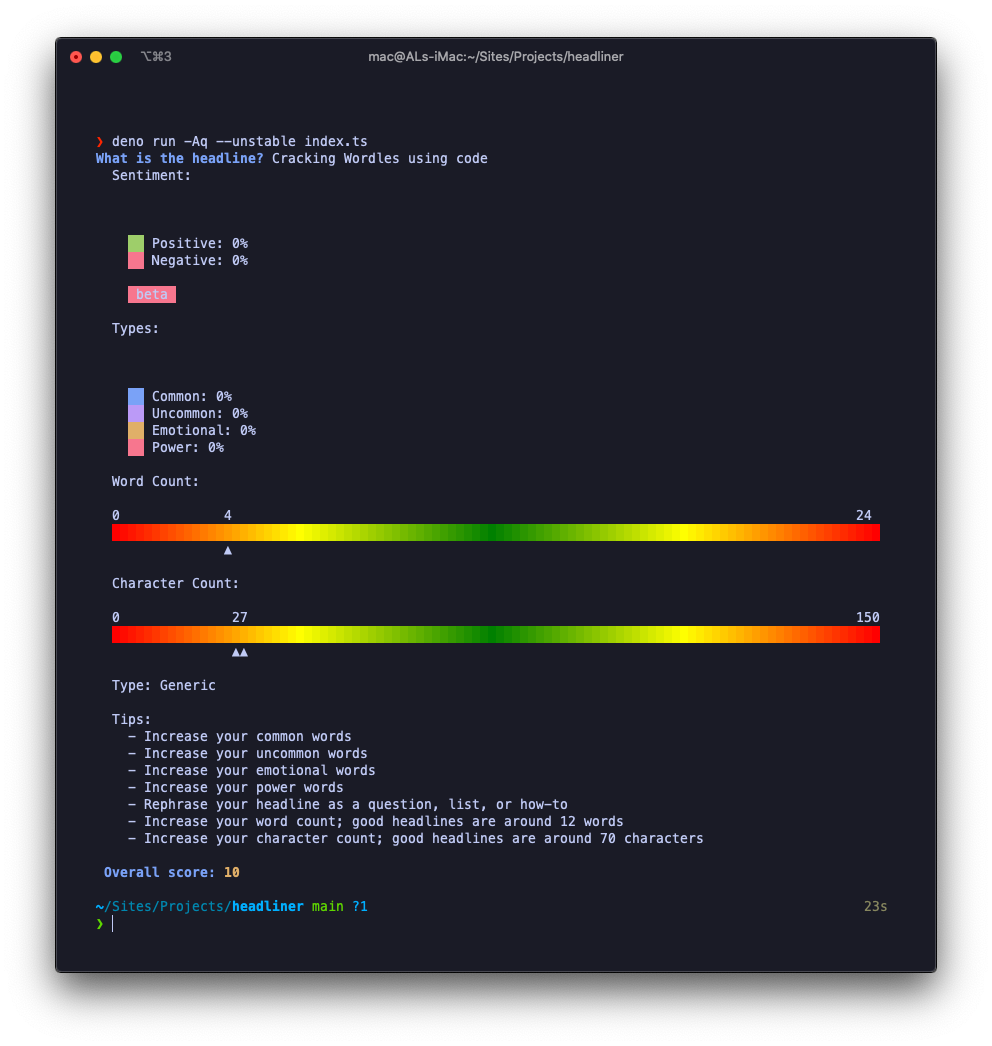 ⌥⌘3 mac@ALs-iMac:~/Sites/Projects/headliner
❯ deno run -Aq --unstable index.ts
What is the headline? Cracking Wordles using code
Sentiment:
Positive: 0%
Negative: 0%
beta
Types:
Common: 0%
Uncommon: 0%
Emotional: 0%
Power: 0%
Word Count:
0 4 24
▲
Character Count:
0 27 150
▲▲
Type: Generic
Tips:
- Increase your common words
- Increase your uncommon words
- Increase your emotional words
- Increase your power words
- Rephrase your headline as a question, list, or how-to
- Increase your word count; good headlines are around 12 words
- Increase your character count; good headlines are around 70 characters
Overall score: 10
~/Sites/Projects/headliner main ?1 23s
❯